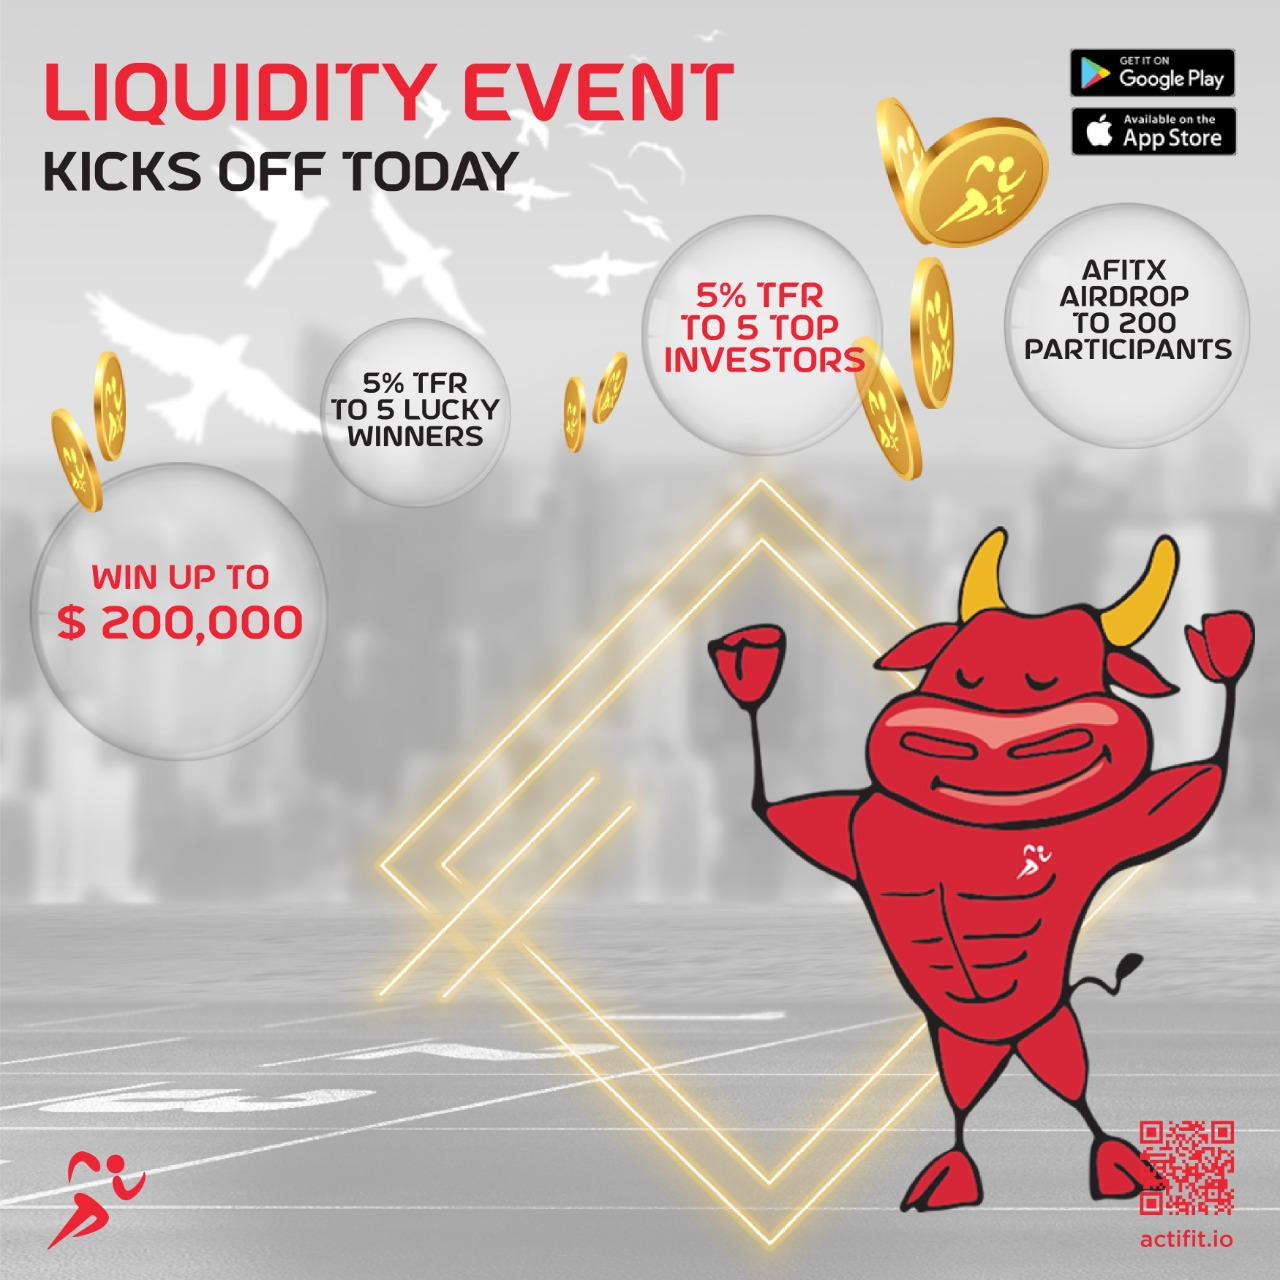 LIQUIDITY EVENT
KICKS OFF TODAY
GET IT ON
Google Play
Available on the
App Store
5% TFR
TO 5 TOP
INVESTORS
AFITX
AIRDROP
TO 200
PARTICIPANTS
5% TFR
TO 5 LUCKY
WINNERS
WIN UP TO
$ 200,000
actifit.io